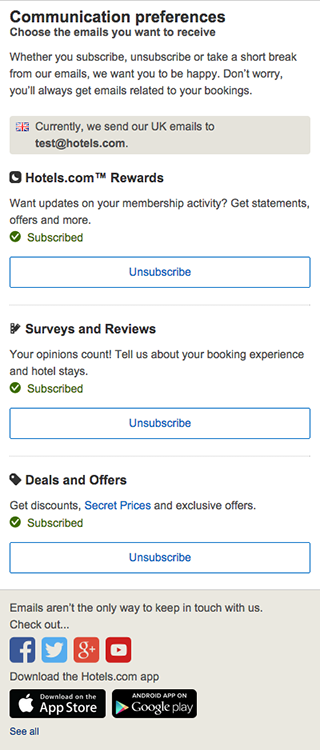 Communication preferences
Choose the emails you want to receive
Whether you subscribe, unsubscribe or take a short break
from our emails, we want you to be happy. Don’t worry,
you’ll always get emails related to your bookings.
Currently, we send our UK emails to
test@hotels.com.
Hotels.com™ Rewards
Want updates on your membership activity? Get statements,
offers and more.
Subscribed
Unsubscribe
Surveys and Reviews
Your opinions count! Tell us about your booking experience
and hotel stays.
Subscribed
Unsubscribe
Deals and Offers
Get discounts, Secret Prices and exclusive offers.
Subscribed
Unsubscribe
Emails aren’t the only way to keep in touch with us.
Check out...
Download the Hotels.com app
Download on the
App Store
ANDROID APP ON
Google play
See all